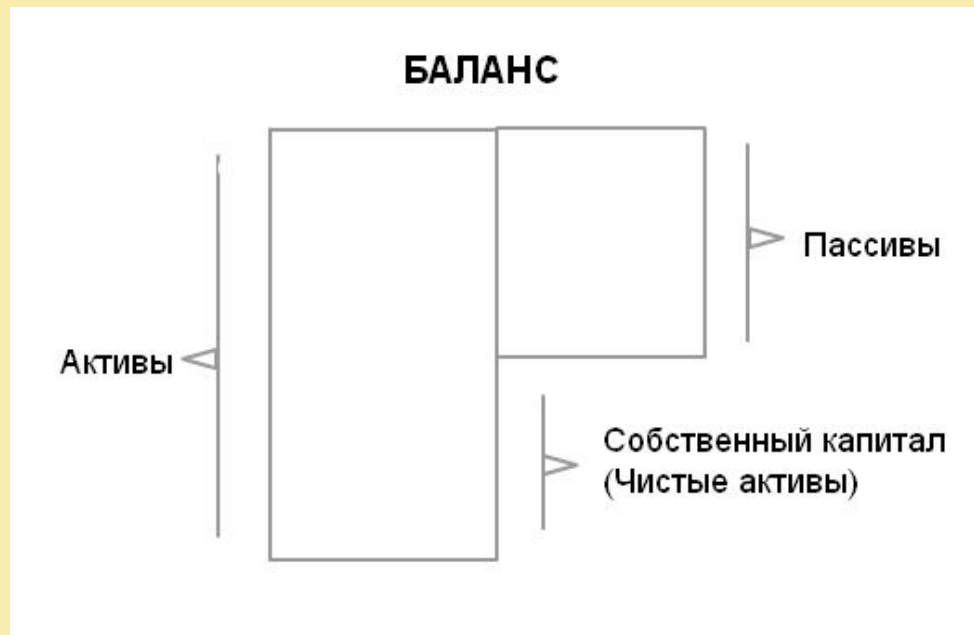 БАЛАНС
Пассивы
Активы
Собственный капитал
(Чистые активы)